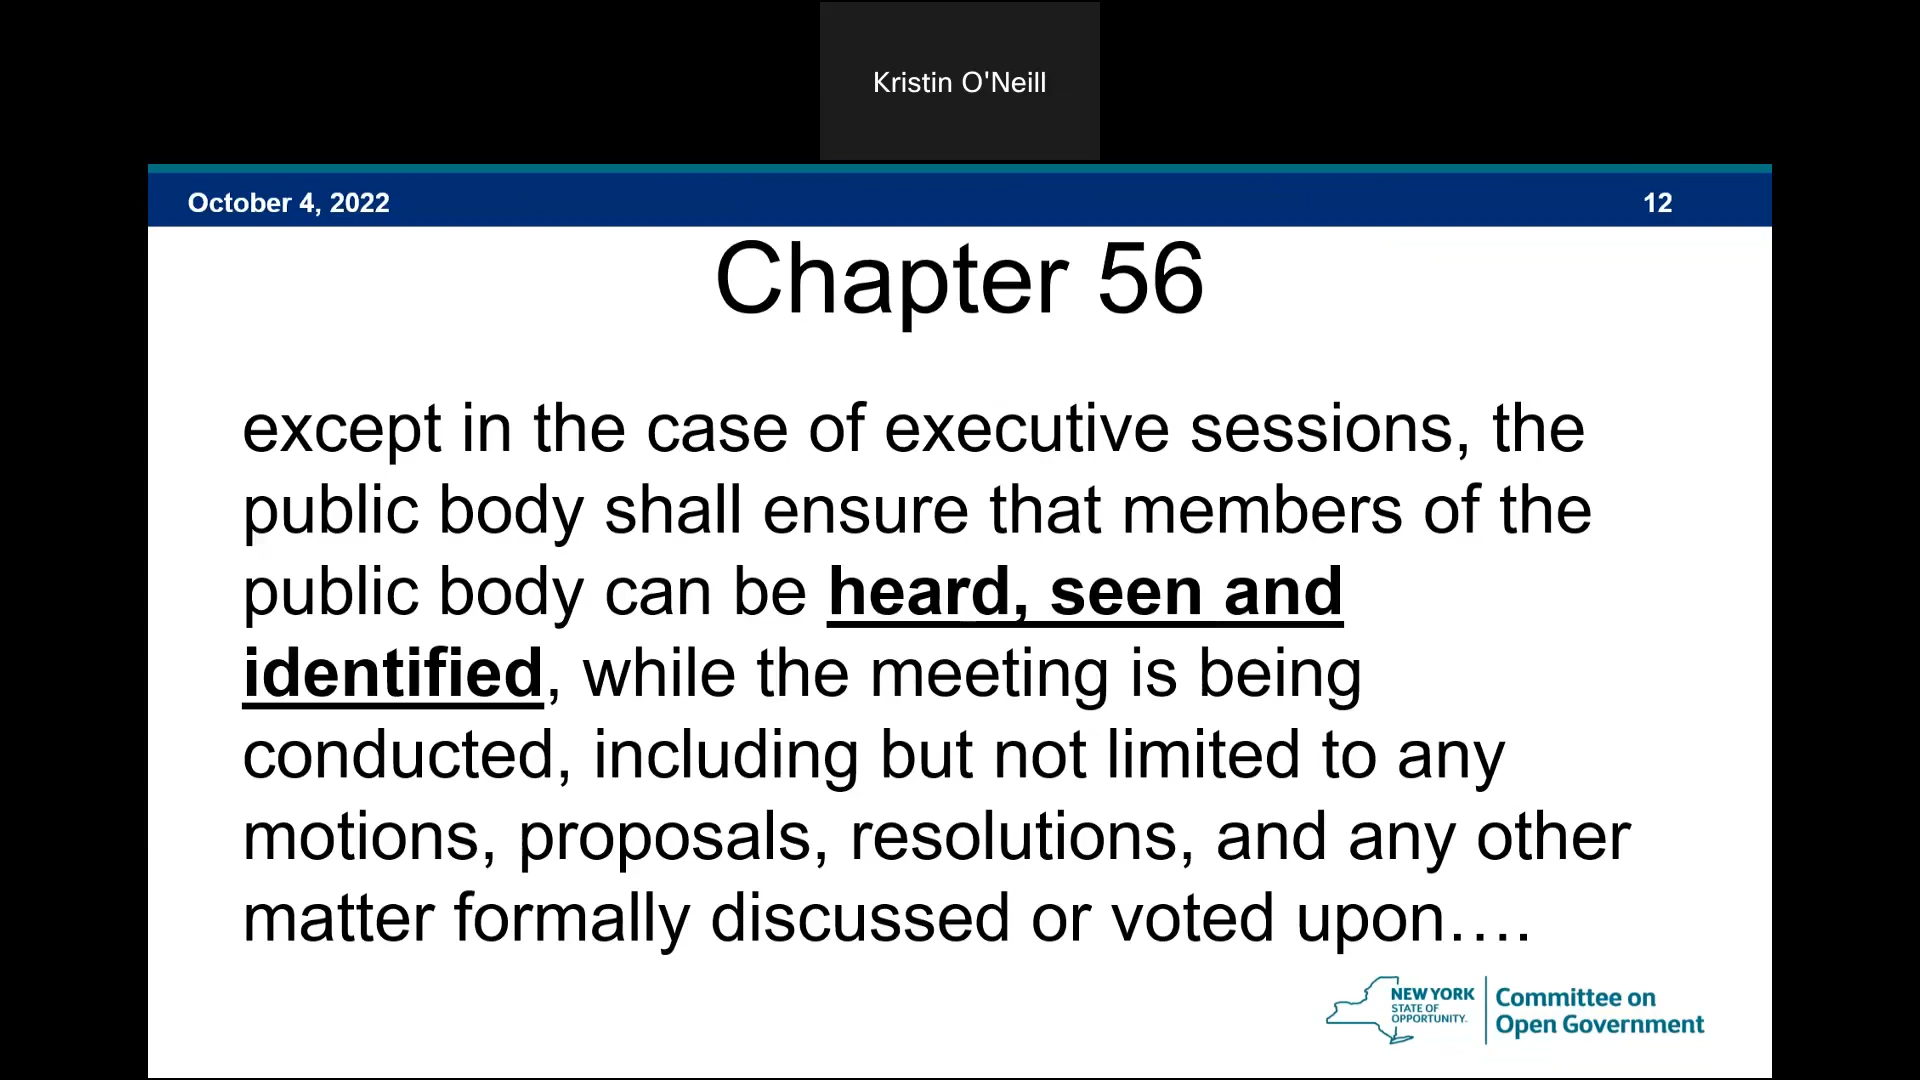 Kristin O'Neill
October 4, 2022
12
Chapter 56
except in the case of executive sessions, the
public body shall ensure that members of the
public body can be heard, seen and
identified, while the meeting is being
conducted, including but not limited to any
motions, proposals, resolutions, and any other
matter formally discussed or voted upon….
NEW YORK
STATE OF
OPPORTUNITY.
Committee on
Open Government